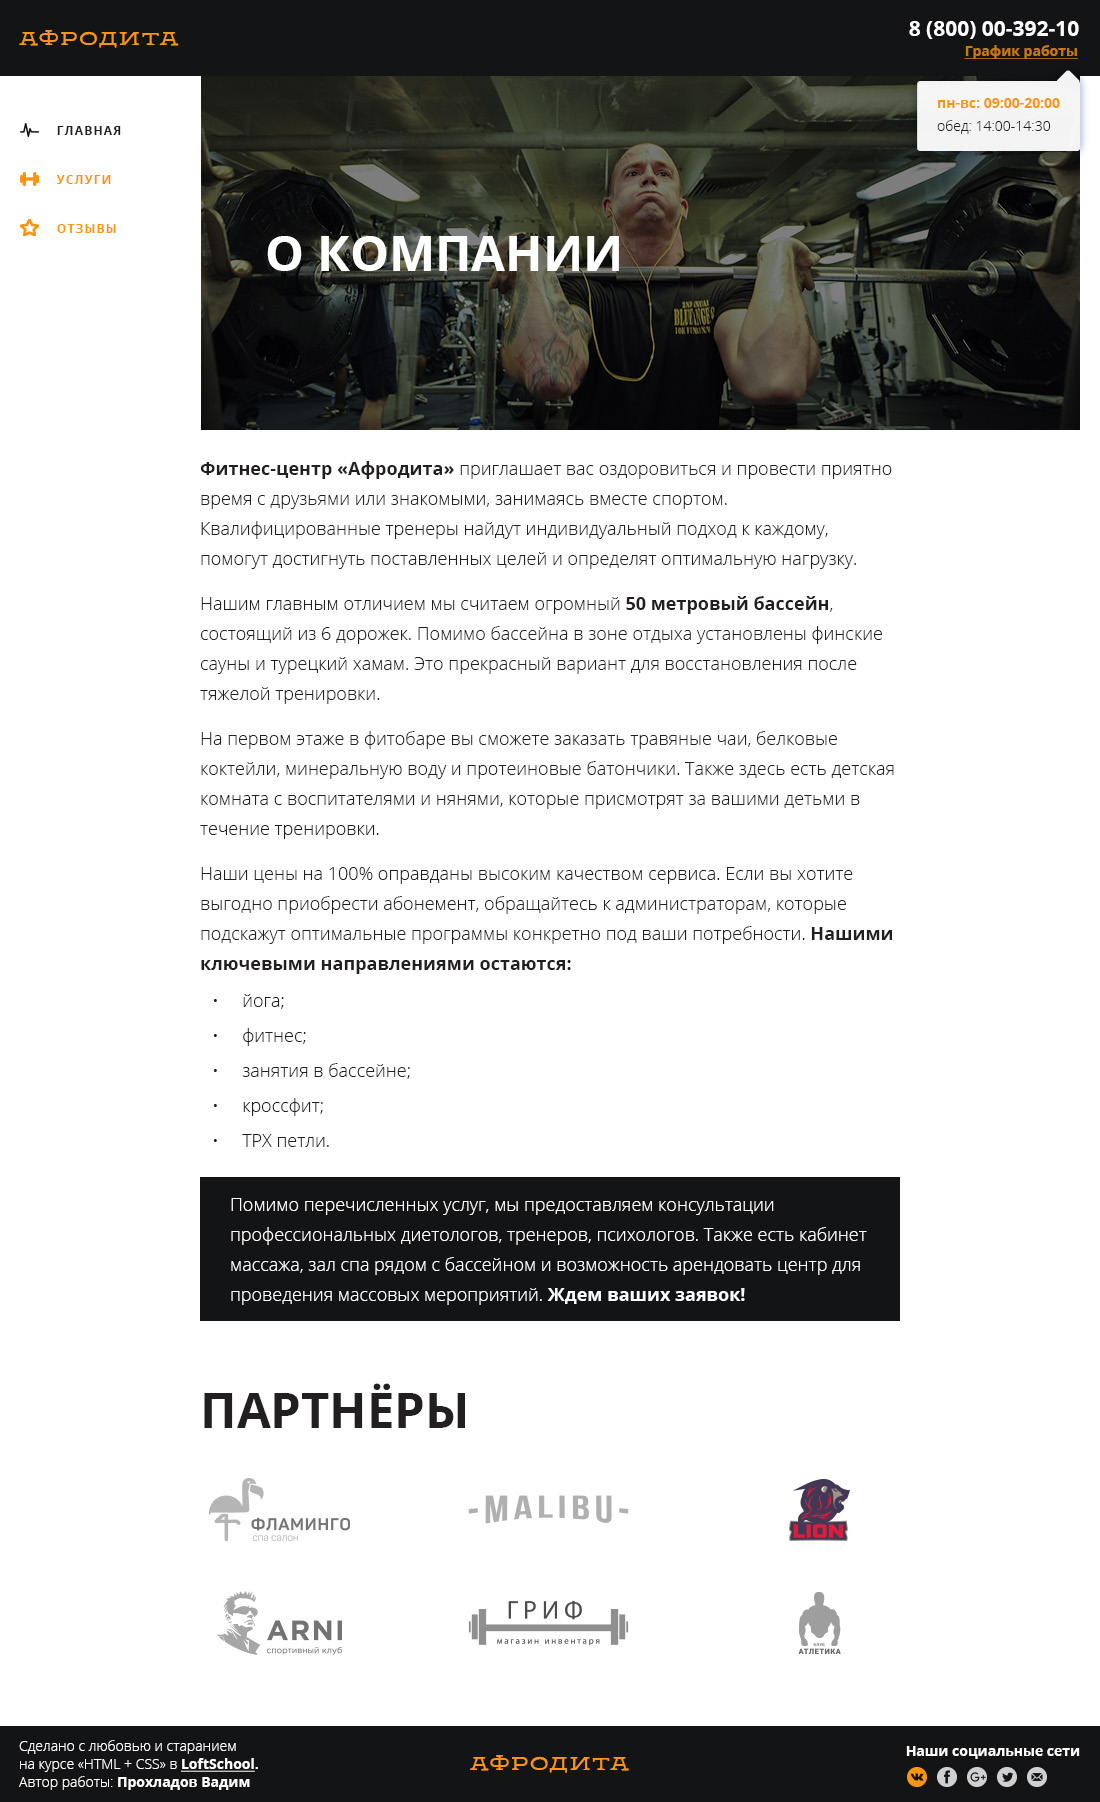 АФРОДИТА
8 (800) 00-392-10
График работы
пн-вс: 09:00-20:00
обед: 14:00-14:30
ГЛАВНАЯ
УСЛУГИ
ОТЗЫВЫ
О КОМПАНИИ
Фитнес-центр «Афродита» приглашает вас оздоровиться и провести приятно
время с друзьями или знакомыми, занимаясь вместе спортом.
Квалифицированные тренеры найдут индивидуальный подход к каждому,
помогут достигнуть поставленных целей и определят оптимальную нагрузку.
Нашим главным отличием мы считаем огромный 50 метровый бассейн,
состоящий из 6 дорожек. Помимо бассейна в зоне отдыха установлены финские
сауны и турецкий хамам. Это прекрасный вариант для восстановления после
тяжелой тренировки.
На первом этаже в фитобаре вы сможете заказать травяные чаи, белковые
коктейли, минеральную воду и протеиновые батончики. Также здесь есть детская
комната с воспитателями и нянями, которые присмотрят за вашими детьми в
течение тренировки.
Наши цены на 100% оправданы высоким качеством сервиса. Если вы хотите
выгодно приобрести абонемент, обращайтесь к администраторам, которые
подскажут оптимальные программы конкретно под ваши потребности. Нашими
ключевыми направлениями остаются:
• йога;
• фитнес;
• занятия в бассейне;
• кроссфит;
• ТРХ петли.
Помимо перечисленных услуг, мы предоставляем консультации
профессиональных диетологов, тренеров, психологов. Также есть кабинет
массажа, зал спа рядом с бассейном и возможность арендовать центр для
проведения массовых мероприятий. Ждем ваших заявок!
ПАРТНЁРЫ
ФЛАМИНГО
спа салон
-MALIBU-
LION
ARNI
спортивный клуб
ГРИФ
магазин инвентаря
КЛУБ
АТЛЕТИКА
Сделано с любовью и старанием
на курсе «HTML + CSS» в LoftSchool.
Автор работы: Прохладов Вадим
АФРОДИТА
Наши социальные сети